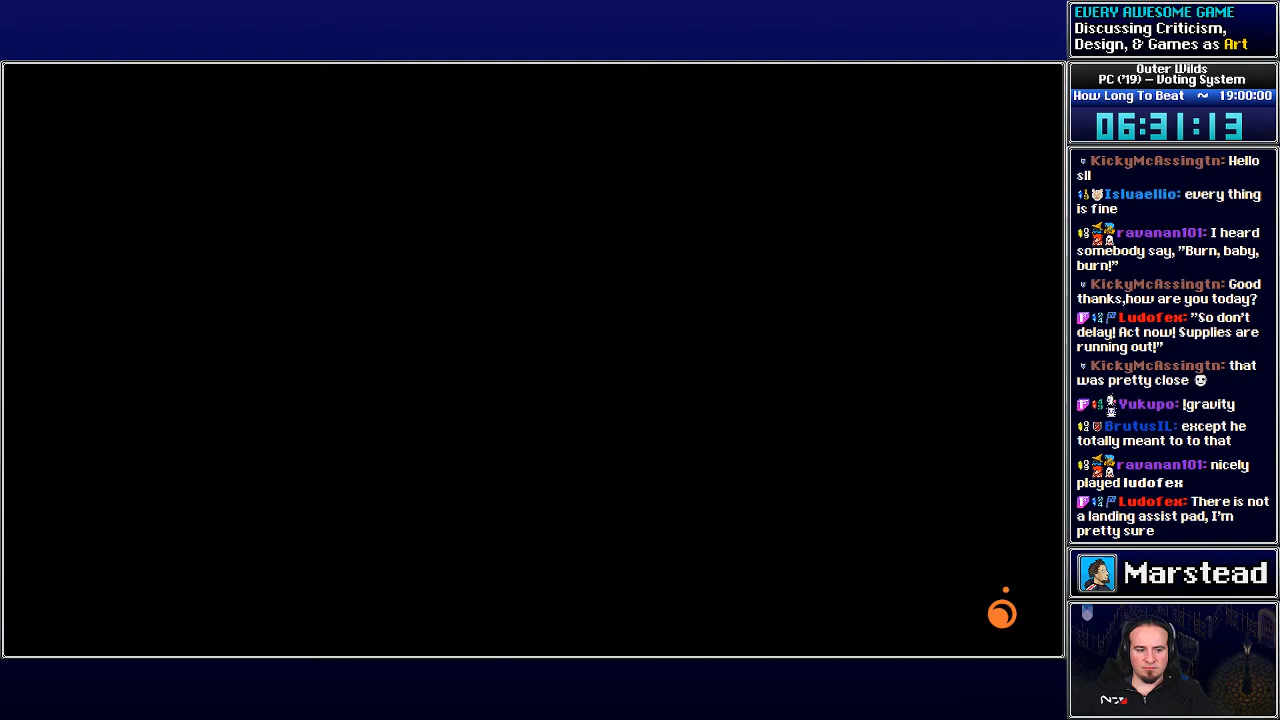 EVERY AWESOME GAME
Discussing Criticism,
Design, & Games as Art
Outer Wilds
PC ('19) – Voting System
How Long To Beat ~ 19:00:00
06:31:13
KickyMcAssingtn: Hello
sll
Isluaellio: every thing
is fine
ravanan101: I heard
somebody say, "Burn, baby,
burn!"
KickyMcAssingtn: Good
thanks,how are you today?
Ludofex: "So don't
delay! Act now! Supplies are
running out!"
KickyMcAssingtn: that
was pretty close
Yukupo: !gravity
BrutusIL: except he
totally meant to to that
ravanan101: nicely
played ludofex
Ludofex: There is not
a landing assist pad, I'm
pretty sure
Marstead
N7